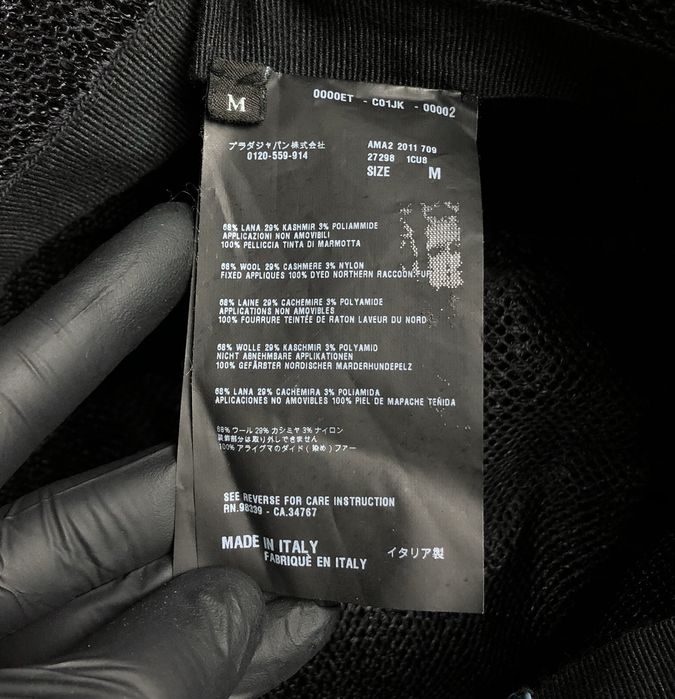 M
0000ET - C01JK - 00002
プラダジャパン株式会社
0120-559-914
AMA2 2011 709
27298 1CU8
SIZE M
68% LANA 29% KASHMIR 3% POLIAMMIDE
APPLICAZIONI NON AMOVIBILI
100% PELLICCIA TINTA DI MARMOTTA
68% WOOL 29% CASHMERE 3% NYLON
FIXED APPLIQUES 100% DYED NORTHERN RACCOON FUR
68% LAINE 29% CACHEMIRE 3% POLYAMIDE
APPLICATIONS NON AMOVIBLES
100% FOURRURE TEINTÉE DE RATON LAVEUR DU NORD
68% WOLLE 29% KASCHMIR 3% POLYAMID
NICHT ABNEHMBARE APPLIKATIONEN
100% GEFÄRBTER NORDISCHER MARDERHUNDEPELZ
68% LANA 29% CACHEMIRA 3% POLIAMIDA
APLICACIONES NO AMOVIBLES 100% PIEL DE MAPACHE TEÑIDA
68% ウール 29% カシミヤ 3% ナイロン
装飾部分は取り外しできません
100% アライグマのダイド(染め)ファー
SEE REVERSE FOR CARE INSTRUCTION
RN.98339 - CA.34767
MADE IN ITALY
FABRIQUÈ EN ITALY
イタリア製